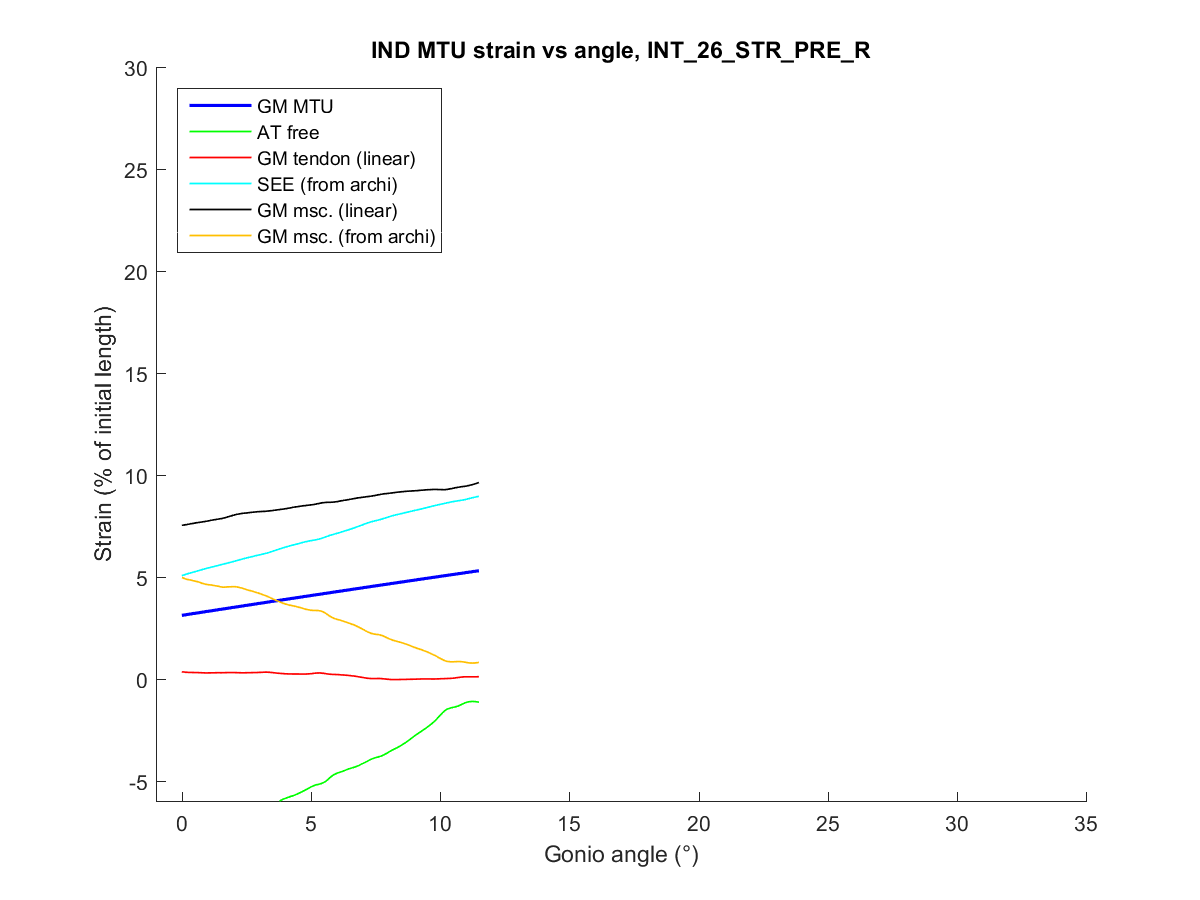 IND MTU strain vs angle, INT_26_STR_PRE_R
30
25
20
15
10
5
0
-5
Strain (% of initial length)
GM MTU
AT free
GM tendon (linear)
SEE (from archi)
GM msc. (linear)
GM msc. (from archi)
0 5 10 15 20 25 30 35
Gonio angle (°)